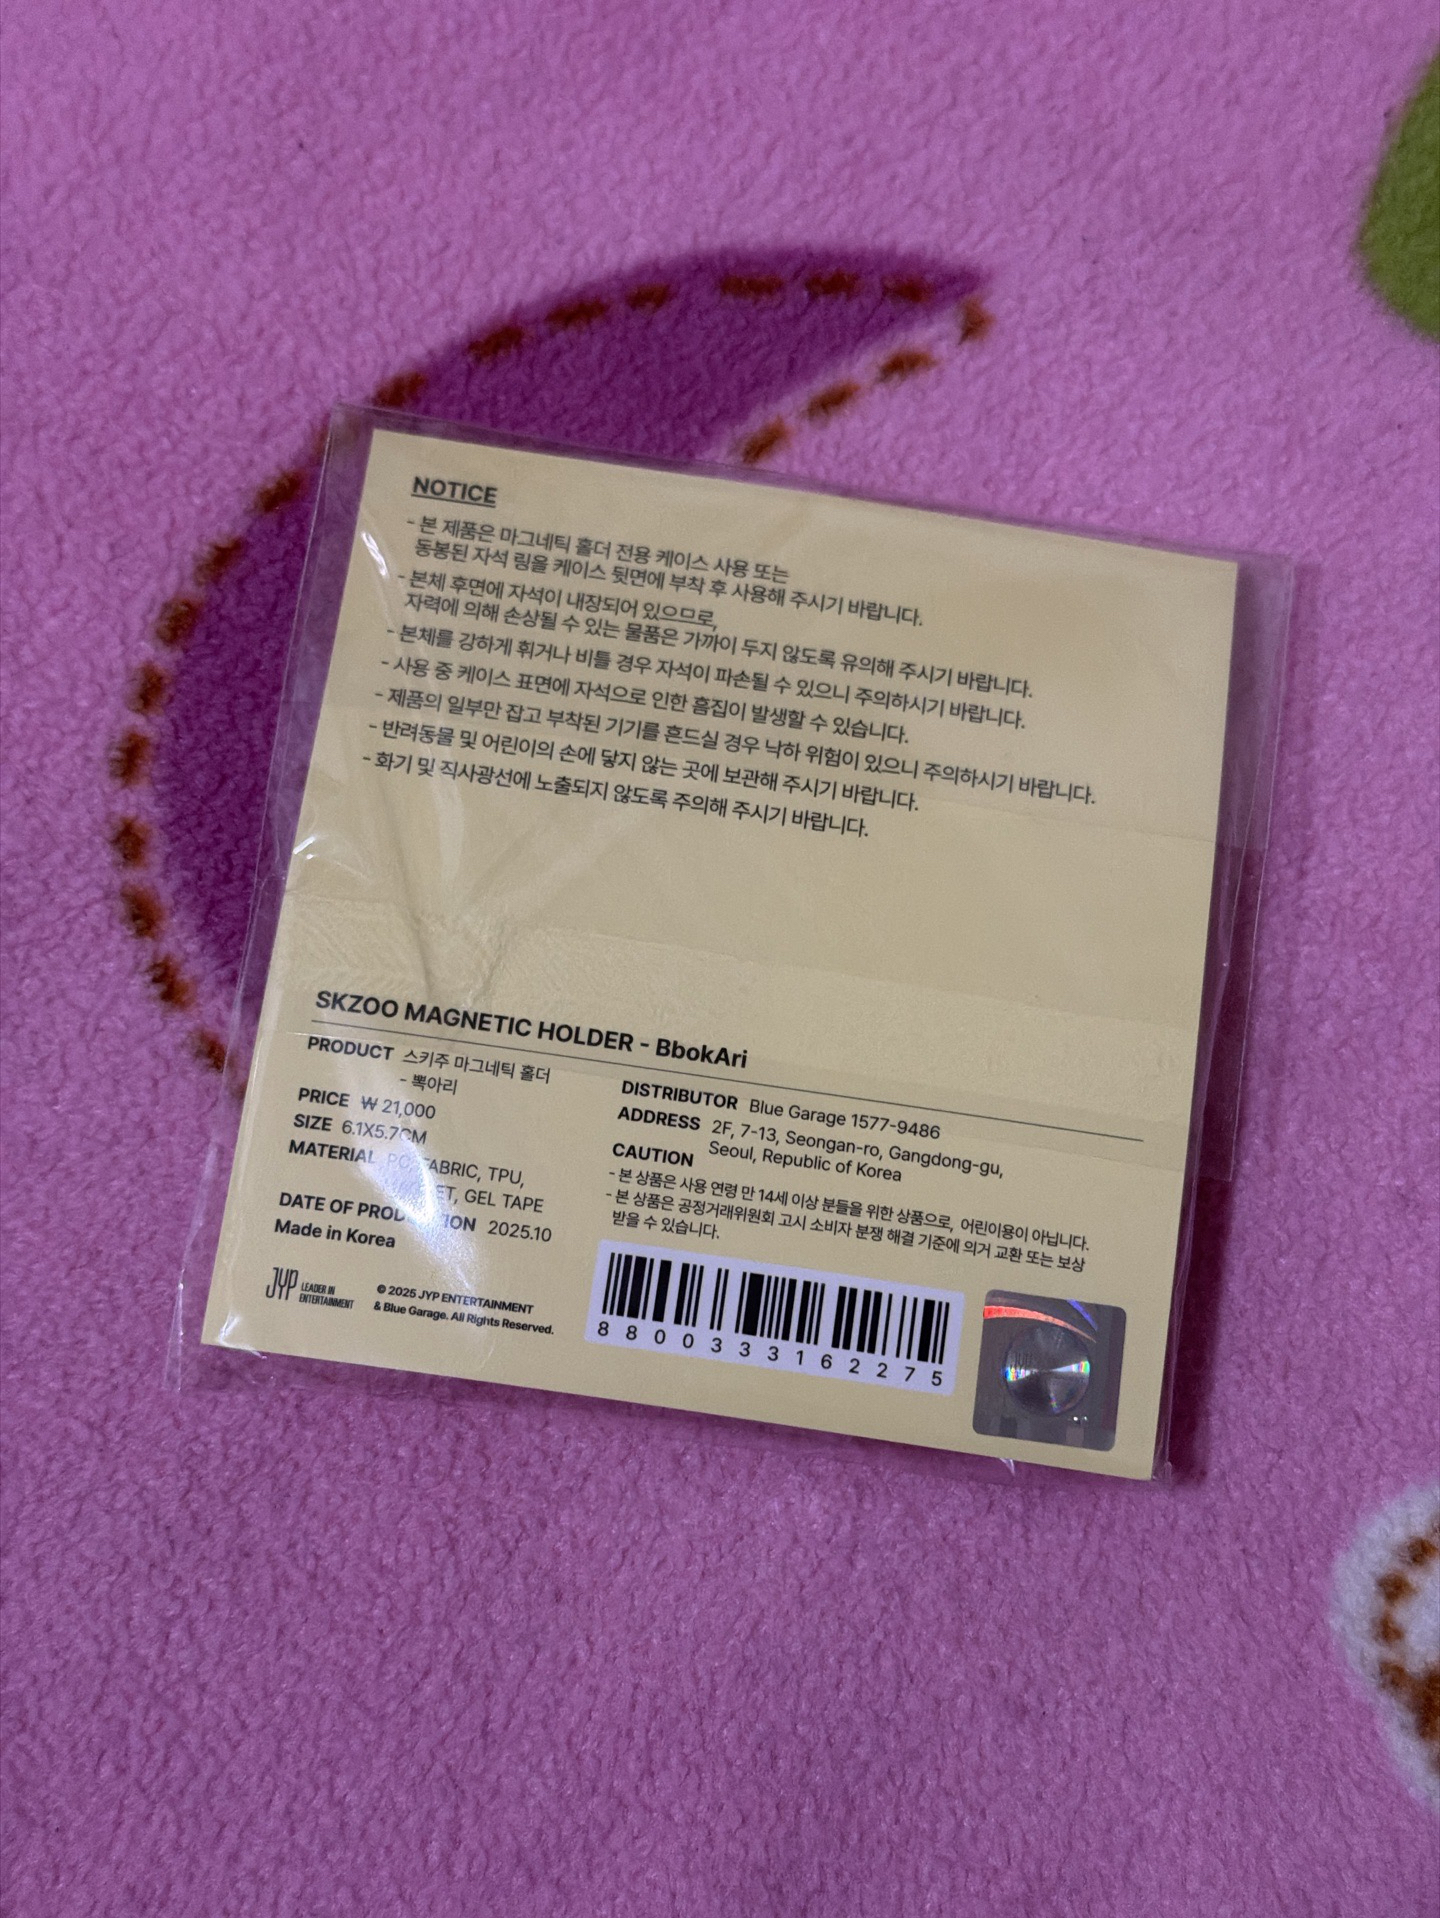 NOTICE
- 본 제품은 마그네틱 홀더 전용 케이스 사용 또는
동봉된 자석 링을 케이스 뒷면에 부착 후 사용해 주시기 바랍니다.
- 본체 후면에 자석이 내장되어 있으므로,
자력에 의해 손상될 수 있는 물품은 가까이 두지 않도록 유의해 주시기 바랍니다.
- 본체를 강하게 휘거나 비틀 경우 자석이 파손될 수 있으니 주의하시기 바랍니다.
- 사용 중 케이스 표면에 자석으로 인한 흠집이 발생할 수 있습니다.
- 제품의 일부만 잡고 부착된 기기를 흔드실 경우 낙하 위험이 있으니 주의하시기 바랍니다.
- 반려동물 및 어린이의 손에 닿지 않는 곳에 보관해 주시기 바랍니다.
- 화기 및 직사광선에 노출되지 않도록 주의해 주시기 바랍니다.
SKZOO MAGNETIC HOLDER - BbokAri
PRODUCT 스키주 마그네틱 홀더
- 뽁아리
PRICE ₩ 21,000
SIZE 6.1X5.7CM
MATERIAL PC, FABRIC, TPU,
GEL TAPE
DATE OF PRODUCTION 2025.10
Made in Korea
JYP LEADER IN
ENTERTAINMENT
© 2025 JYP ENTERTAINMENT
& Blue Garage. All Rights Reserved.
DISTRIBUTOR Blue Garage 1577-9486
ADDRESS 2F, 7-13, Seongan-ro, Gangdong-gu,
Seoul, Republic of Korea
CAUTION
- 본 상품은 사용 연령 만 14세 이상 분들을 위한 상품으로, 어린이용이 아닙니다.
- 본 상품은 공정거래위원회 고시 소비자 분쟁 해결 기준에 의거 교환 또는 보상
받을 수 있습니다.
8800333162275